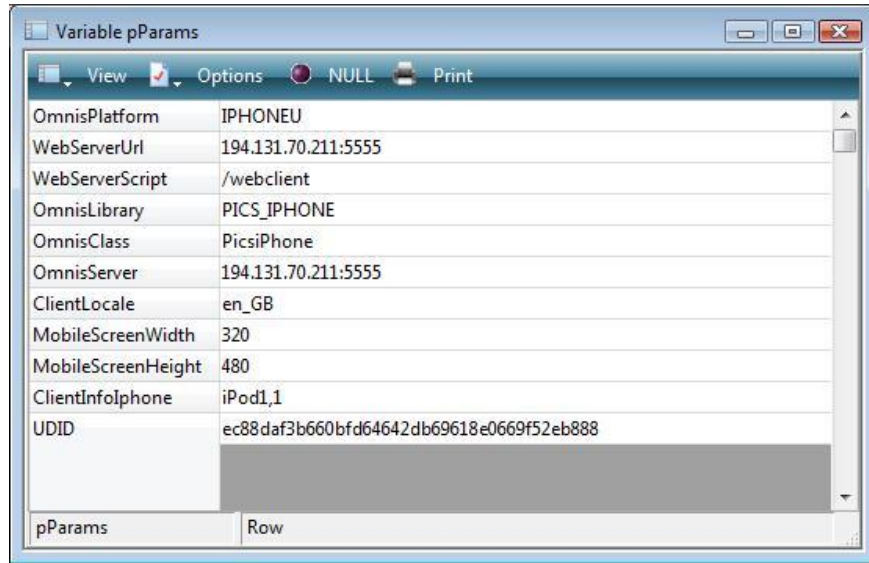 Variable pParams
View Options NULL Print
OmnisPlatform IPHONEU
WebServerUrl 194.131.70.211:5555
WebServerScript /webclient
OmnisLibrary PICS_IPHONE
OmnisClass PicsiPhone
OmnisServer 194.131.70.211:5555
ClientLocale en_GB
MobileScreenWidth 320
MobileScreenHeight 480
ClientInfoIphone iPod1,1
UDID ec88daf3b660bfd64642db69618e0669f52eb888
pParams Row